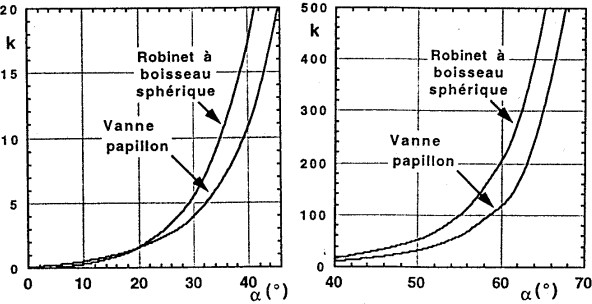 20
k
15
10
5
0
Robinet à
boisseau
sphérique
Vanne
papillon
0 10 20 30 40
α(°)
500
k
400
300
200
100
0
Robinet à
boisseau
sphérique
Vanne
papillon
40 50 60 70
α(°)